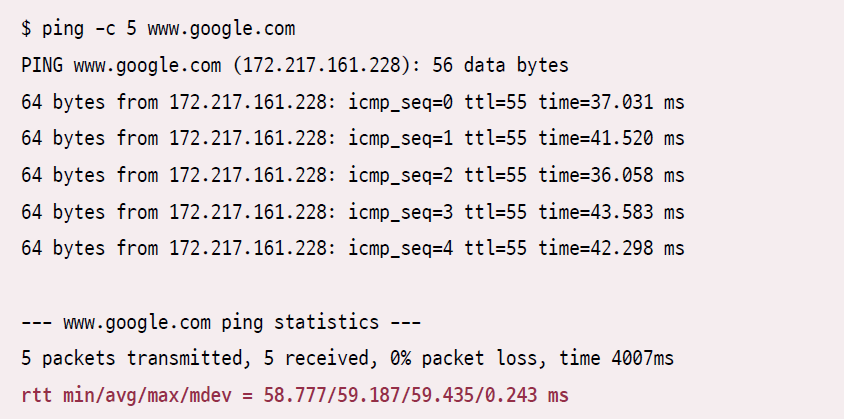 $ ping -c 5 www.google.com
PING www.google.com (172.217.161.228): 56 data bytes
64 bytes from 172.217.161.228: icmp_seq=0 ttl=55 time=37.031 ms
64 bytes from 172.217.161.228: icmp_seq=1 ttl=55 time=41.520 ms
64 bytes from 172.217.161.228: icmp_seq=2 ttl=55 time=36.058 ms
64 bytes from 172.217.161.228: icmp_seq=3 ttl=55 time=43.583 ms
64 bytes from 172.217.161.228: icmp_seq=4 ttl=55 time=42.298 ms
--- www.google.com ping statistics ---
5 packets transmitted, 5 received, 0% packet loss, time 4007ms
rtt min/avg/max/mdev = 58.777/59.187/59.435/0.243 ms